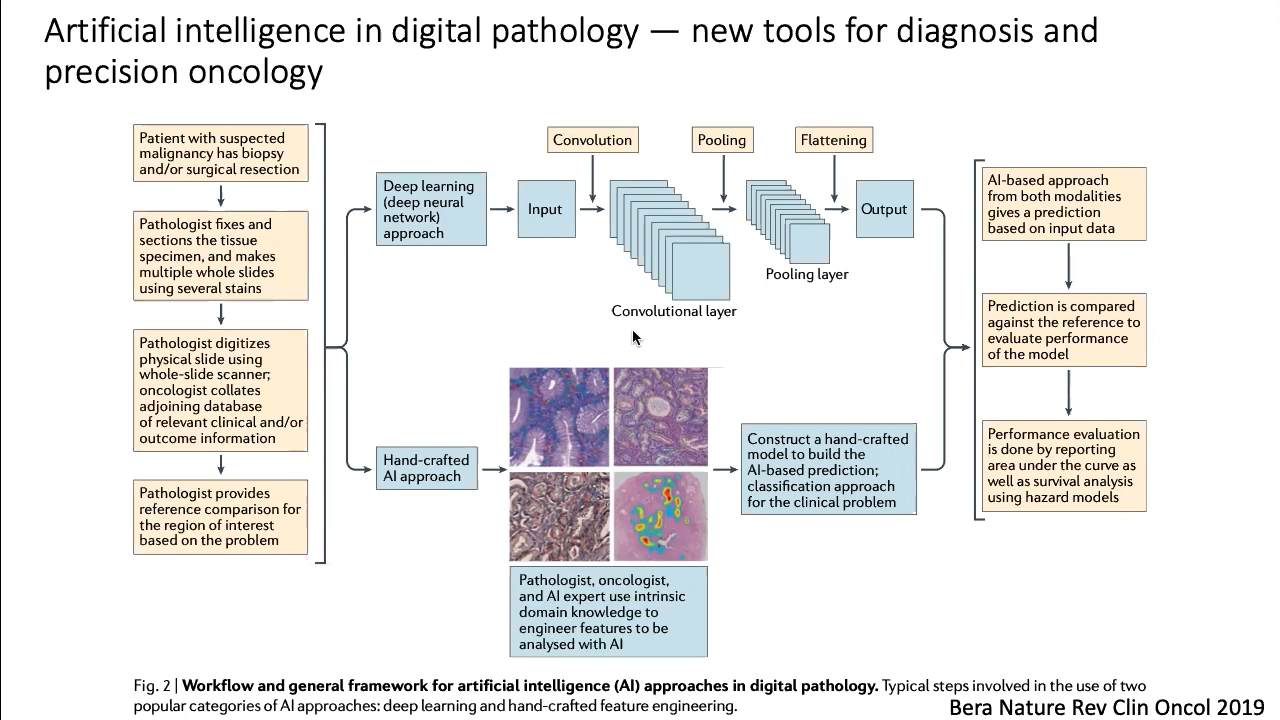 Artificial intelligence in digital pathology — new tools for diagnosis and
precision oncology
Patient with suspected
malignancy has biopsy
and/or surgical resection
Pathologist fixes and
sections the tissue
specimen, and makes
multiple whole slides
using several stains
Pathologist digitizes
physical slide using
whole-slide scanner;
oncologist collates
adjoining database
of relevant clinical and/or
outcome information
Pathologist provides
reference comparison for
the region of interest
based on the problem
Deep learning
(deep neural
network)
approach
Input
Convolution
Convolutional layer
Pooling
Pooling layer
Flattening
Output
Hand-crafted
AI approach
Pathologist, oncologist,
and AI expert use intrinsic
domain knowledge to
engineer features to be
analysed with AI
Construct a hand-crafted
model to build the
AI-based prediction;
classification approach
for the clinical problem
AI-based approach
from both modalities
gives a prediction
based on input data
Prediction is compared
against the reference to
evaluate performance
of the model
Performance evaluation
is done by reporting
area under the curve as
well as survival analysis
using hazard models
Fig. 2 | Workflow and general framework for artificial intelligence (AI) approaches in digital pathology. Typical steps involved in the use of two
popular categories of AI approaches: deep learning and hand-crafted feature engineering.
Bera Nature Rev Clin Oncol 2019